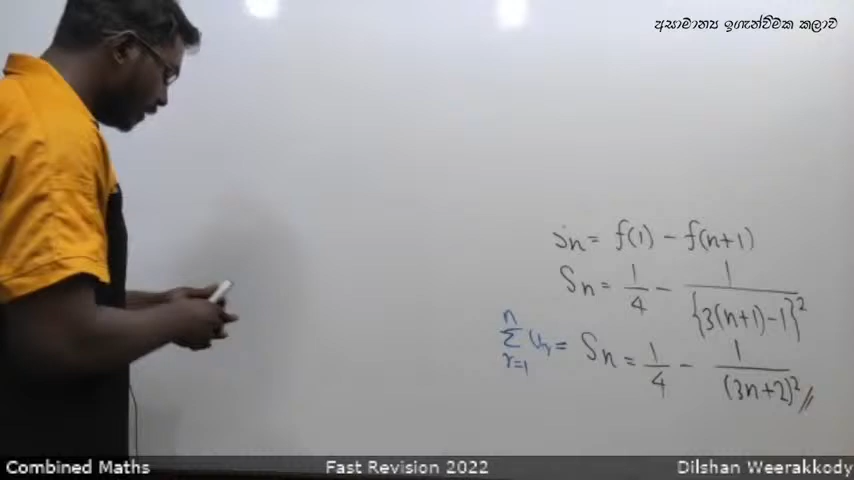 අසාමාන්‍ය ඉගැන්වීමක කලාව
Sn = f(1) - f(n+1)
Sn = 1/4 - 1/{3(n+1)-1}²
n Σ r=1 Ur = Sn = 1/4 - 1/(3n+2)² //
Combined Maths Fast Revision 2022 Dilshan Weerakkody